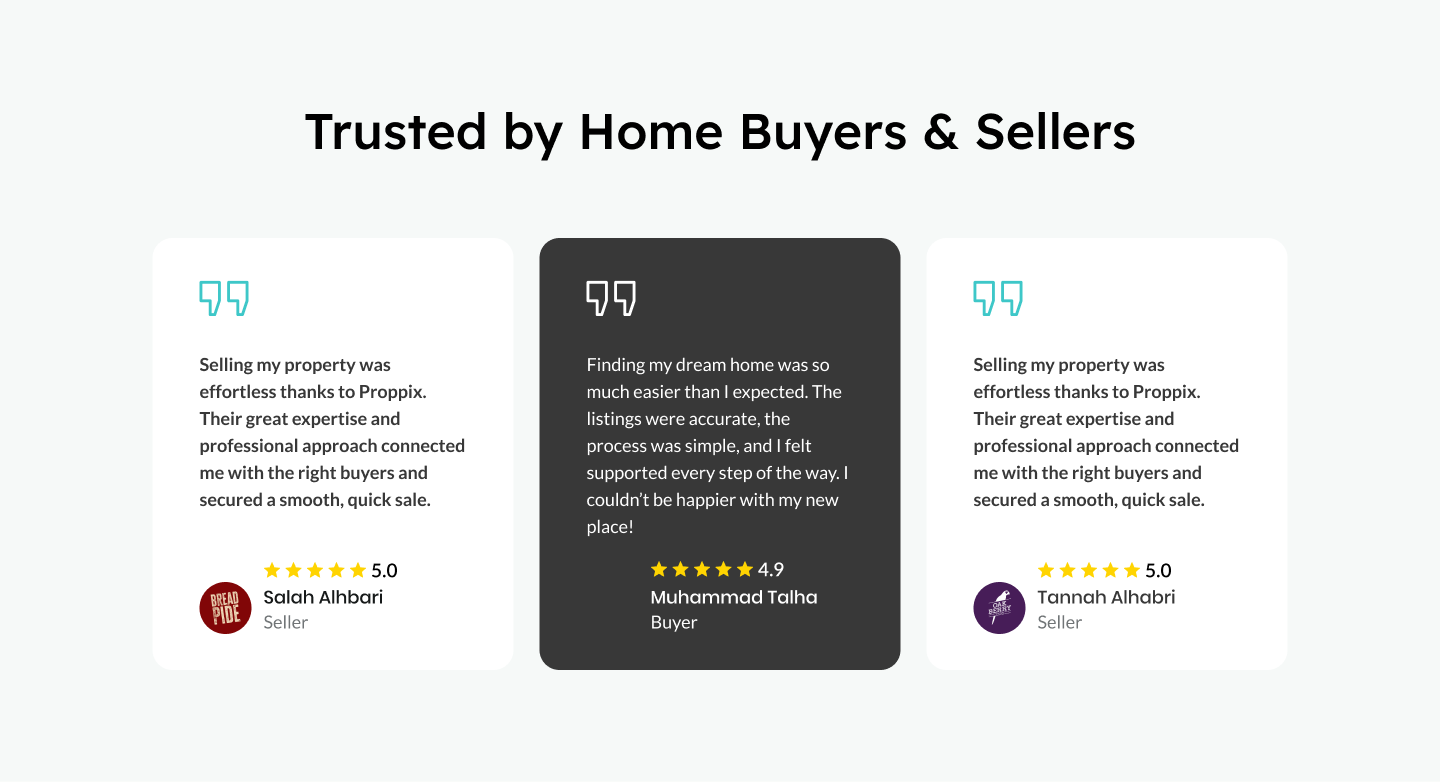 Trusted by Home Buyers & Sellers
Selling my property was
effortless thanks to Proppix.
Their great expertise and
professional approach connected
me with the right buyers and
secured a smooth, quick sale.
5.0
BREAD
PIDE
Salah Alhbari
Seller
Finding my dream home was so
much easier than I expected. The
listings were accurate, the
process was simple, and I felt
supported every step of the way. I
couldn’t be happier with my new
place!
4.9
Muhammad Talha
Buyer
Selling my property was
effortless thanks to Proppix.
Their great expertise and
professional approach connected
me with the right buyers and
secured a smooth, quick sale.
5.0
OAK
BERRY
Tannah Alhabri
Seller